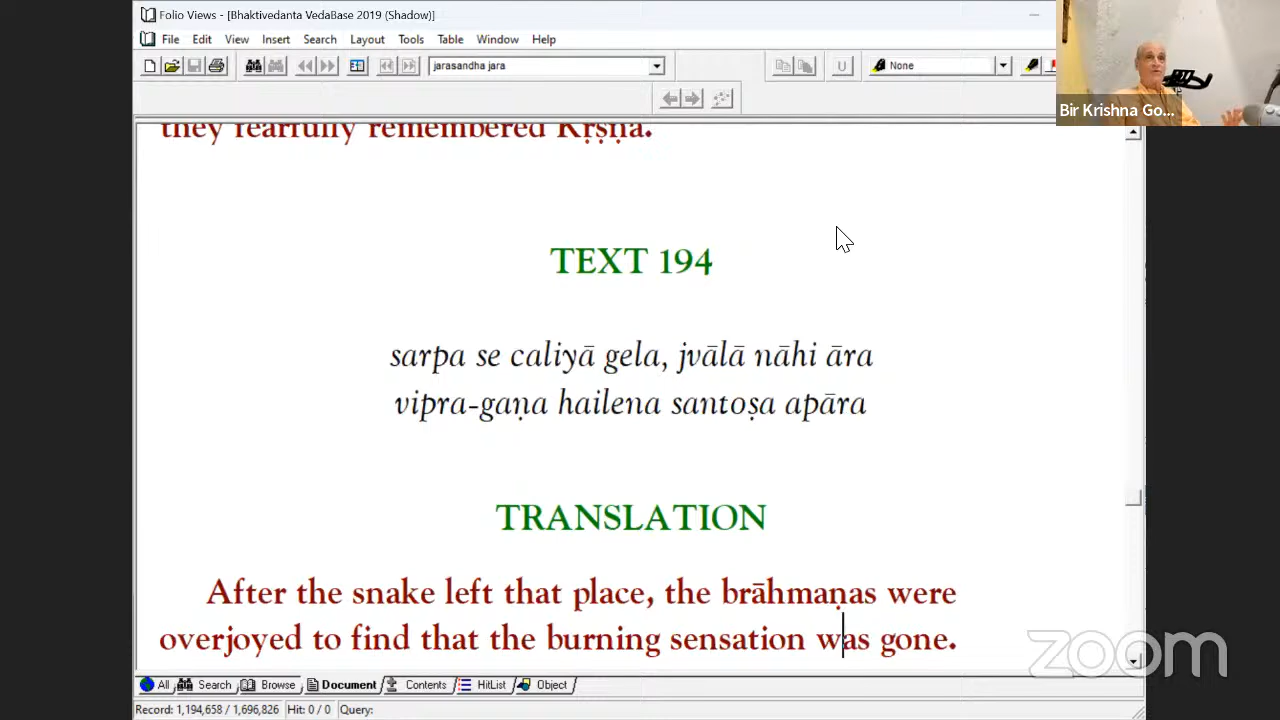 Folio Views - [Bhaktivedanta VedaBase 2019 (Shadow)]
File Edit View Insert Search Layout Tools Table Window Help
jarasandha jara
U
None
Bir Krishna Go...
they fearfully remembered Kṛṣṇa.
TEXT 194
sarpa se caliyā gela, jvālā nāhi āra
vipra-gaṇa hailena santoṣa apāra
TRANSLATION
After the snake left that place, the brāhmaṇas were
overjoyed to find that the burning sensation was gone.
zoom
All Search Browse Document Contents HitList Object
Record: 1,194,658 / 1,696,826 Hit: 0 / 0 Query: